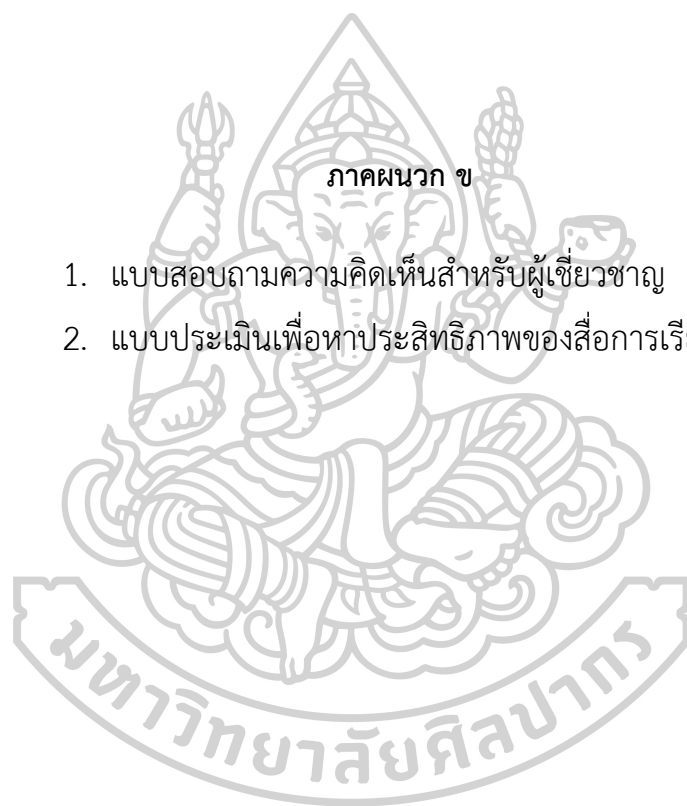 ภาคผนวก ข
1. แบบสอบถามความคิดเห็นสำหรับผู้เชี่ยวชาญ
2. แบบประเมินเพื่อหาประสิทธิภาพของสื่อการเรี
มหาวิทยาลัยศิลปากร